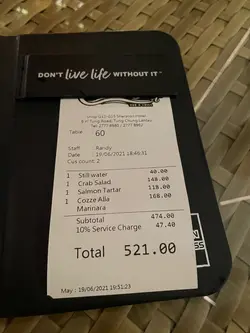 DON'T live life WITHOUT IT
Table 60
Staff : Randy
Date : 19/06/2021 18:46:31
Cus count: 2
1 Still water 40.00
1 Crab Salad 148.00
1 Salmon Tartar 118.00
1 Cozze Alla 168.00
Marinara
Subtotal 474.00
10% Service Charge 47.40
Total 521.00
May : 19/06/2021 19:51:23